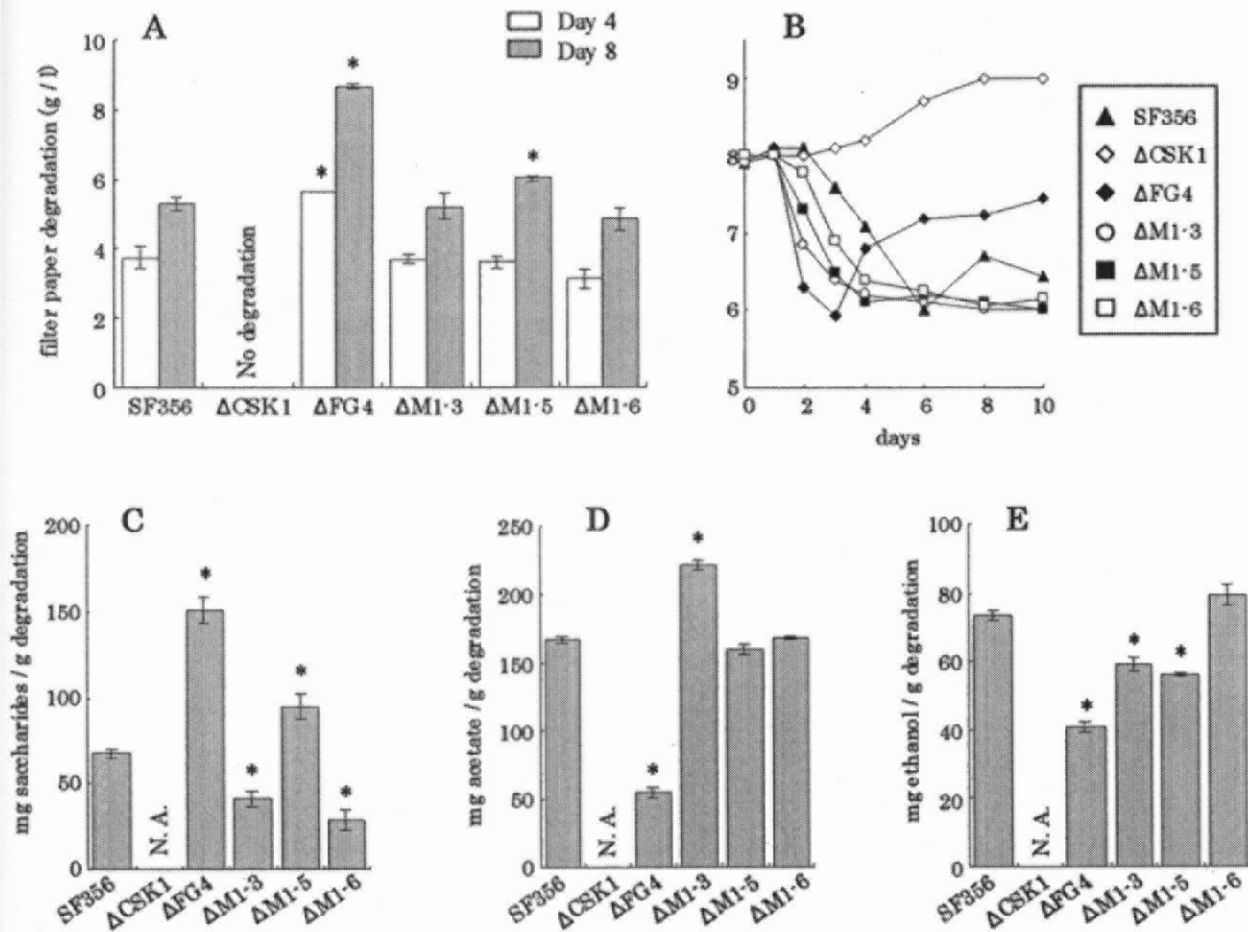 A
Day 4
Day 8
filter paper degradation (g / l)
10
8
6
4
2
0
*
*
*
No degradation
SF356
ΔCSK1
ΔFG4
ΔM1·3
ΔM1·5
ΔM1·6
B
9
8
7
6
5
0
2
4
6
8
10
days
SF356
ΔCSK1
ΔFG4
ΔM1·3
ΔM1·5
ΔM1·6
C
mg saccharides / g degradation
200
150
100
50
0
*
*
*
*
N. A.
SF356
ΔCSK1
ΔFG4
ΔM1·3
ΔM1·5
ΔM1·6
D
mg acetate / g degradation
250
200
150
100
50
0
*
*
N. A.
SF356
ΔCSK1
ΔFG4
ΔM1·3
ΔM1·5
ΔM1·6
E
mg ethanol / g degradation
100
80
60
40
20
0
*
*
*
N. A.
SF356
ΔCSK1
ΔFG4
ΔM1·3
ΔM1·5
ΔM1·6